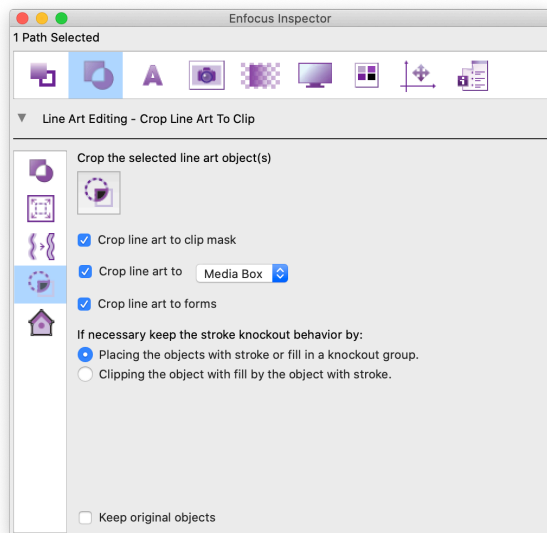 Enfocus Inspector
1 Path Selected
Line Art Editing - Crop Line Art To Clip
Crop the selected line art object(s)
Crop line art to clip mask
Crop line art to Media Box
Crop line art to forms
If necessary keep the stroke knockout behavior by:
Placing the objects with stroke or fill in a knockout group.
Clipping the object with fill by the object with stroke.
Keep original objects